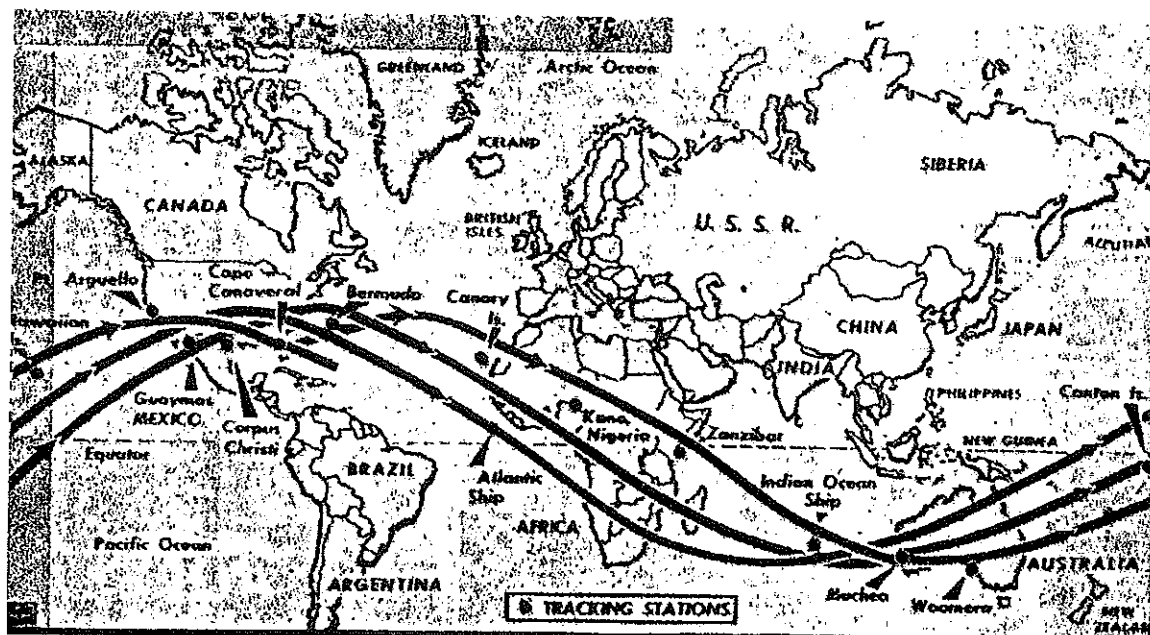 GREENLAND
Arctic Ocean
ICELAND
ALASKA
SIBERIA
CANADA
BRITISH
ISLES
U. S. S. R.
Arguello
Cape
Canaveral
Bermuda
Canary
Is.
CHINA
JAPAN
INDIA
Guaymas
MEXICO
Corpus
Christi
Kano,
Nigeria
Zanzibar
PHILIPPINES
Canton Is.
NEW GUINEA
Equator
BRAZIL
Atlantic
Ship
Indian Ocean
Ship
AFRICA
Pacific Ocean
ARGENTINA
AUSTRALIA
Muchea
Woomera
TRACKING STATIONS
NEW